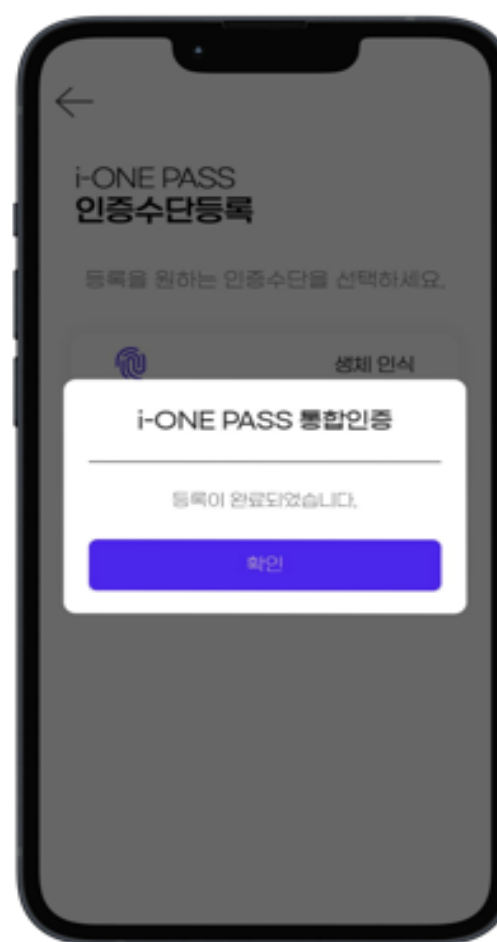 i-ONE PASS
인증수단등록
등록을 원하는 인증수단을 선택하세요.
생체 인식
i-ONE PASS 통합인증
등록이 완료되었습니다.
확인